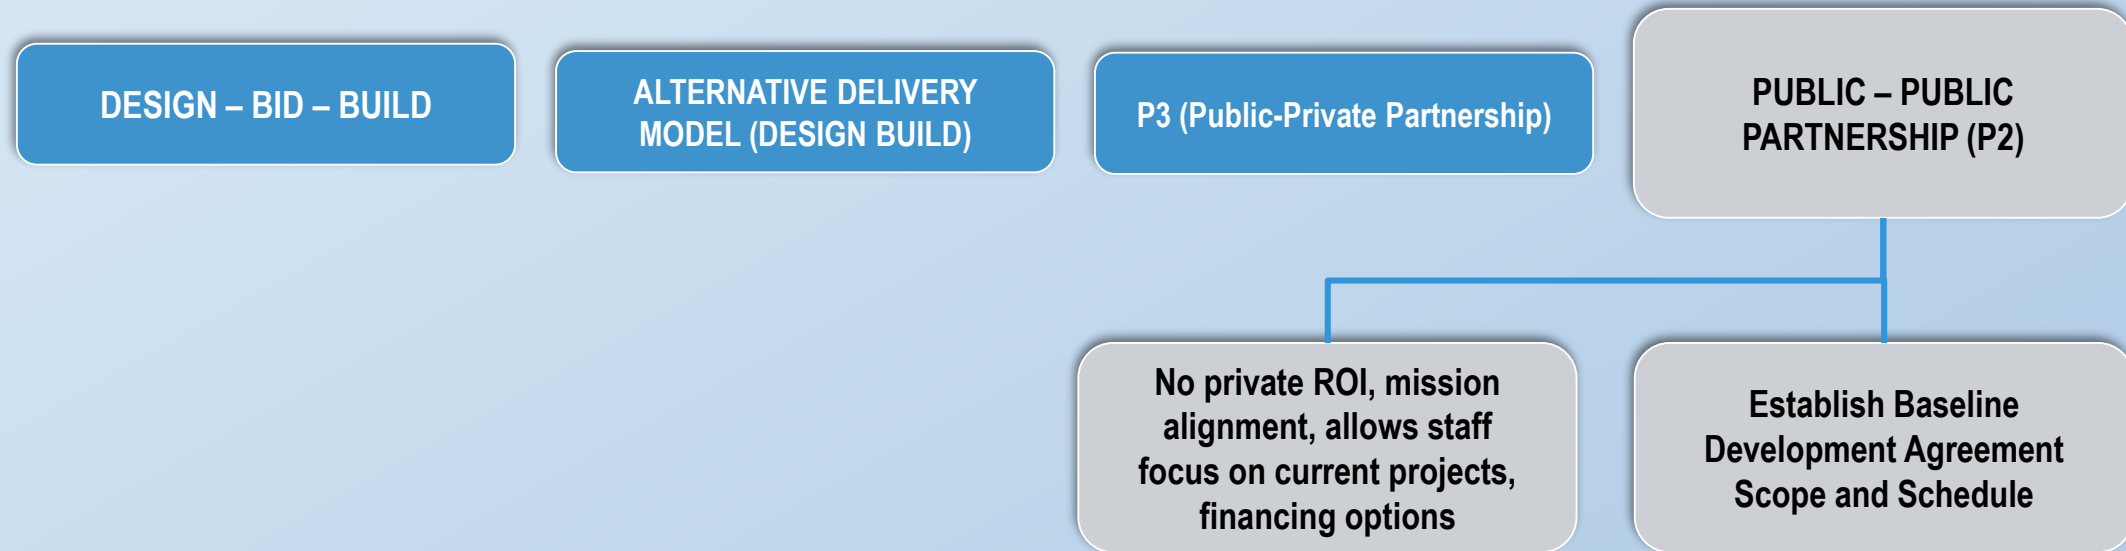 DESIGN – BID – BUILD
ALTERNATIVE DELIVERY
MODEL (DESIGN BUILD)
P3 (Public-Private Partnership)
PUBLIC – PUBLIC
PARTNERSHIP (P2)
No private ROI, mission
alignment, allows staff
focus on current projects,
financing options
Establish Baseline
Development Agreement
Scope and Schedule